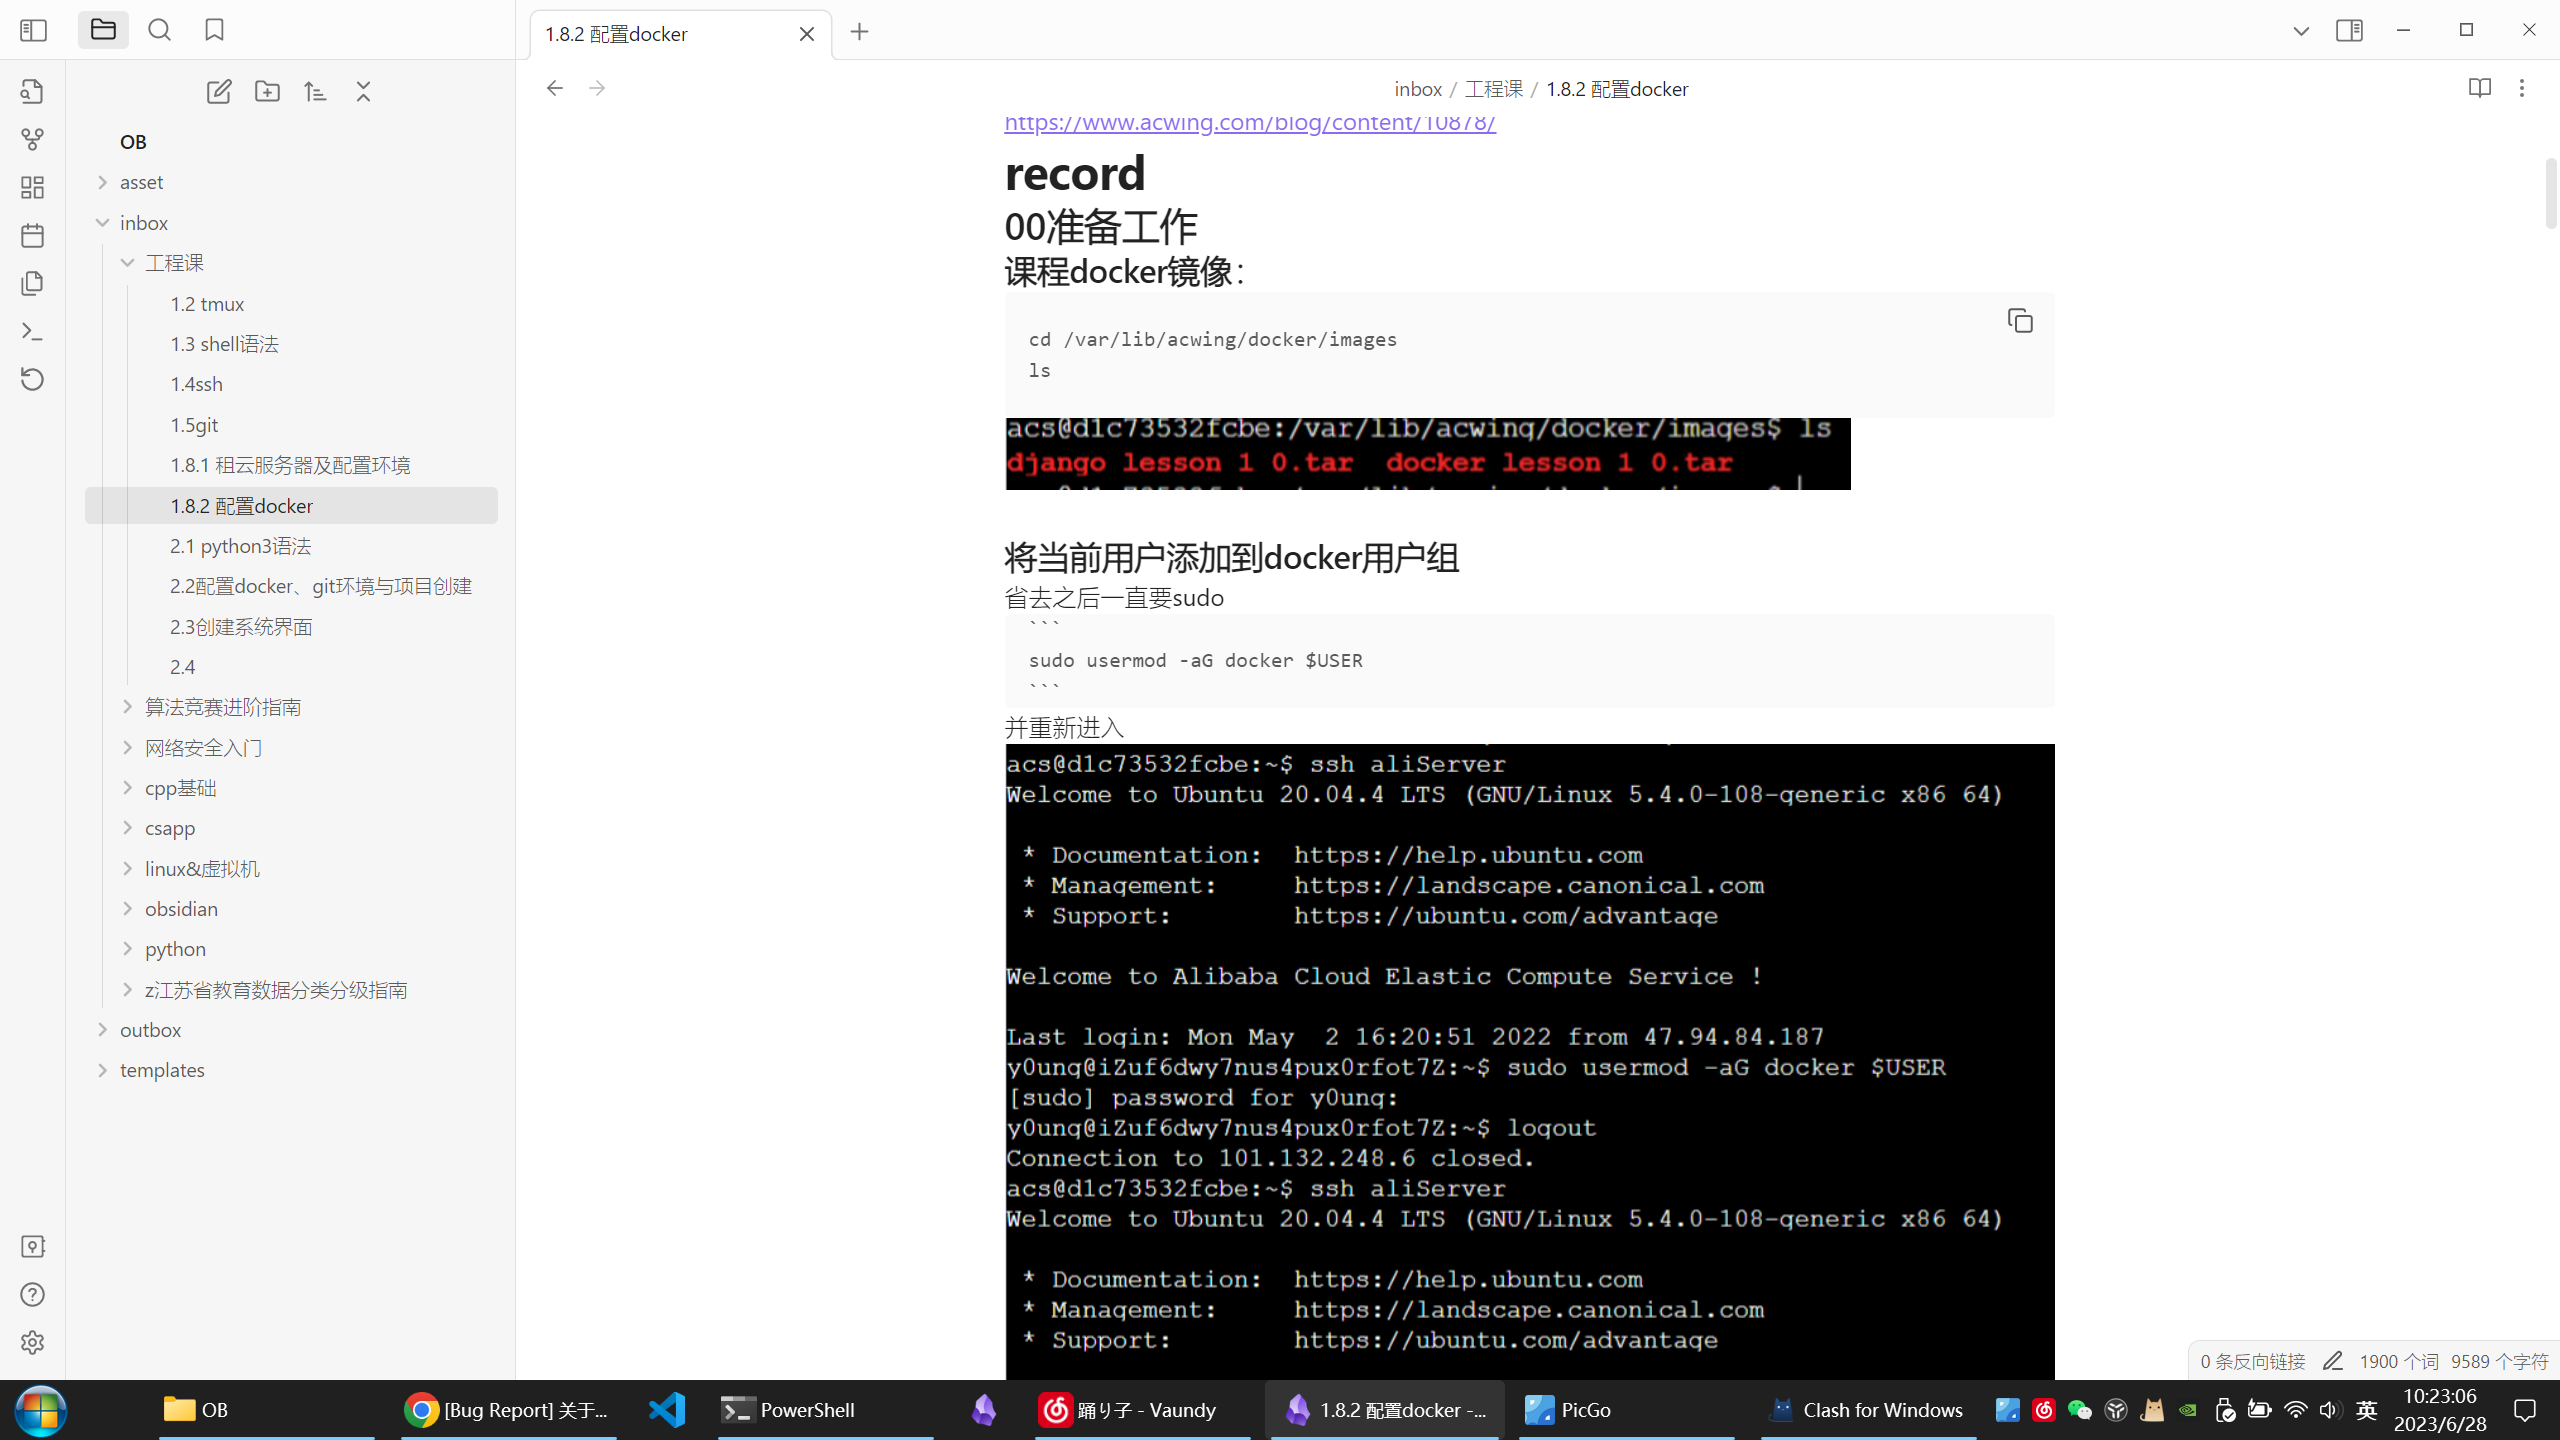 1.8.2 配置docker
OB
asset
inbox
工程课
1.2 tmux
1.3 shell语法
1.4ssh
1.5git
1.8.1 租云服务器及配置环境
1.8.2 配置docker
2.1 python3语法
2.2配置docker、git环境与项目创建
2.3创建系统界面
2.4
算法竞赛进阶指南
网络安全入门
cpp基础
csapp
linux&虚拟机
obsidian
python
z江苏省教育数据分类分级指南
outbox
templates
inbox / 工程课 / 1.8.2 配置docker
https://www.acwing.com/blog/content/10878/
record
00准备工作
课程docker镜像：
cd /var/lib/acwing/docker/images
ls
acs@d1c73532fcbe:/var/lib/acwing/docker/images$ ls
django lesson 1 0.tar  docker lesson 1 0.tar
将当前用户添加到docker用户组
省去之后一直要sudo
```
sudo usermod -aG docker $USER
```
并重新进入
acs@d1c73532fcbe:~$ ssh aliServer
Welcome to Ubuntu 20.04.4 LTS (GNU/Linux 5.4.0-108-generic x86 64)
* Documentation:  https://help.ubuntu.com
* Management:     https://landscape.canonical.com
* Support:        https://ubuntu.com/advantage
Welcome to Alibaba Cloud Elastic Compute Service !
Last login: Mon May  2 16:20:51 2022 from 47.94.84.187
y0ung@iZuf6dwy7nus4pux0rfot7Z:~$ sudo usermod -aG docker $USER
[sudo] password for y0ung:
y0ung@iZuf6dwy7nus4pux0rfot7Z:~$ logout
Connection to 101.132.248.6 closed.
acs@d1c73532fcbe:~$ ssh aliServer
Welcome to Ubuntu 20.04.4 LTS (GNU/Linux 5.4.0-108-generic x86 64)
* Documentation:  https://help.ubuntu.com
* Management:     https://landscape.canonical.com
* Support:        https://ubuntu.com/advantage
0 条反向链接 1900 个词 9589 个字符
OB
[Bug Report] 关于...
PowerShell
踊り子 - Vaundy
1.8.2 配置docker -...
PicGo
Clash for Windows
英
10:23:06
2023/6/28